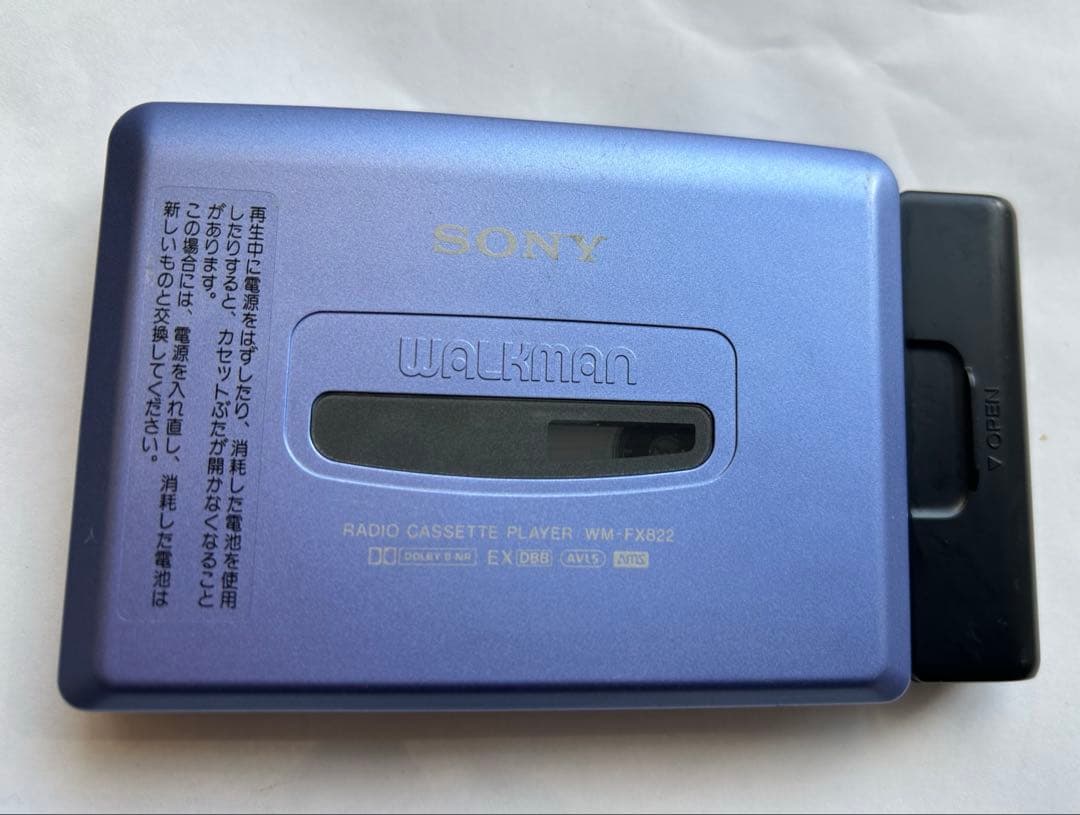 再生中に電源をはずしたり、消耗した電池を使用
したりすると、カセットぶたが開かなくなること
があります。
この場合には、電源を入れ直し、消耗した電池は
新しいものと交換してください。
SONY
WALKMAN
RADIO CASSETTE PLAYER WM-FX822
DOLBY B NR EX DBB AVLS AMS
▽ OPEN